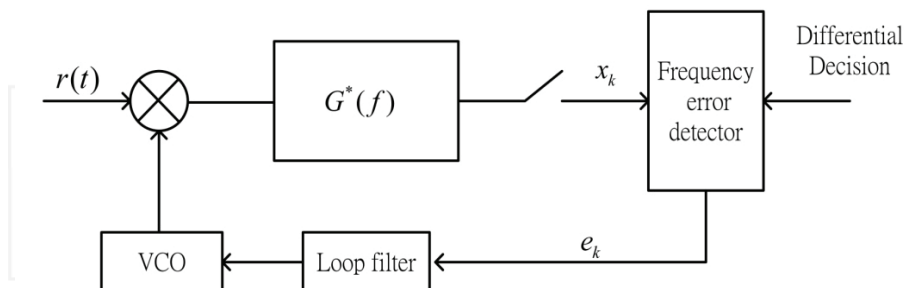 r(t)
G*(f)
x_k
Frequency
error
detector
Differential
Decision
e_k
Loop filter
VCO